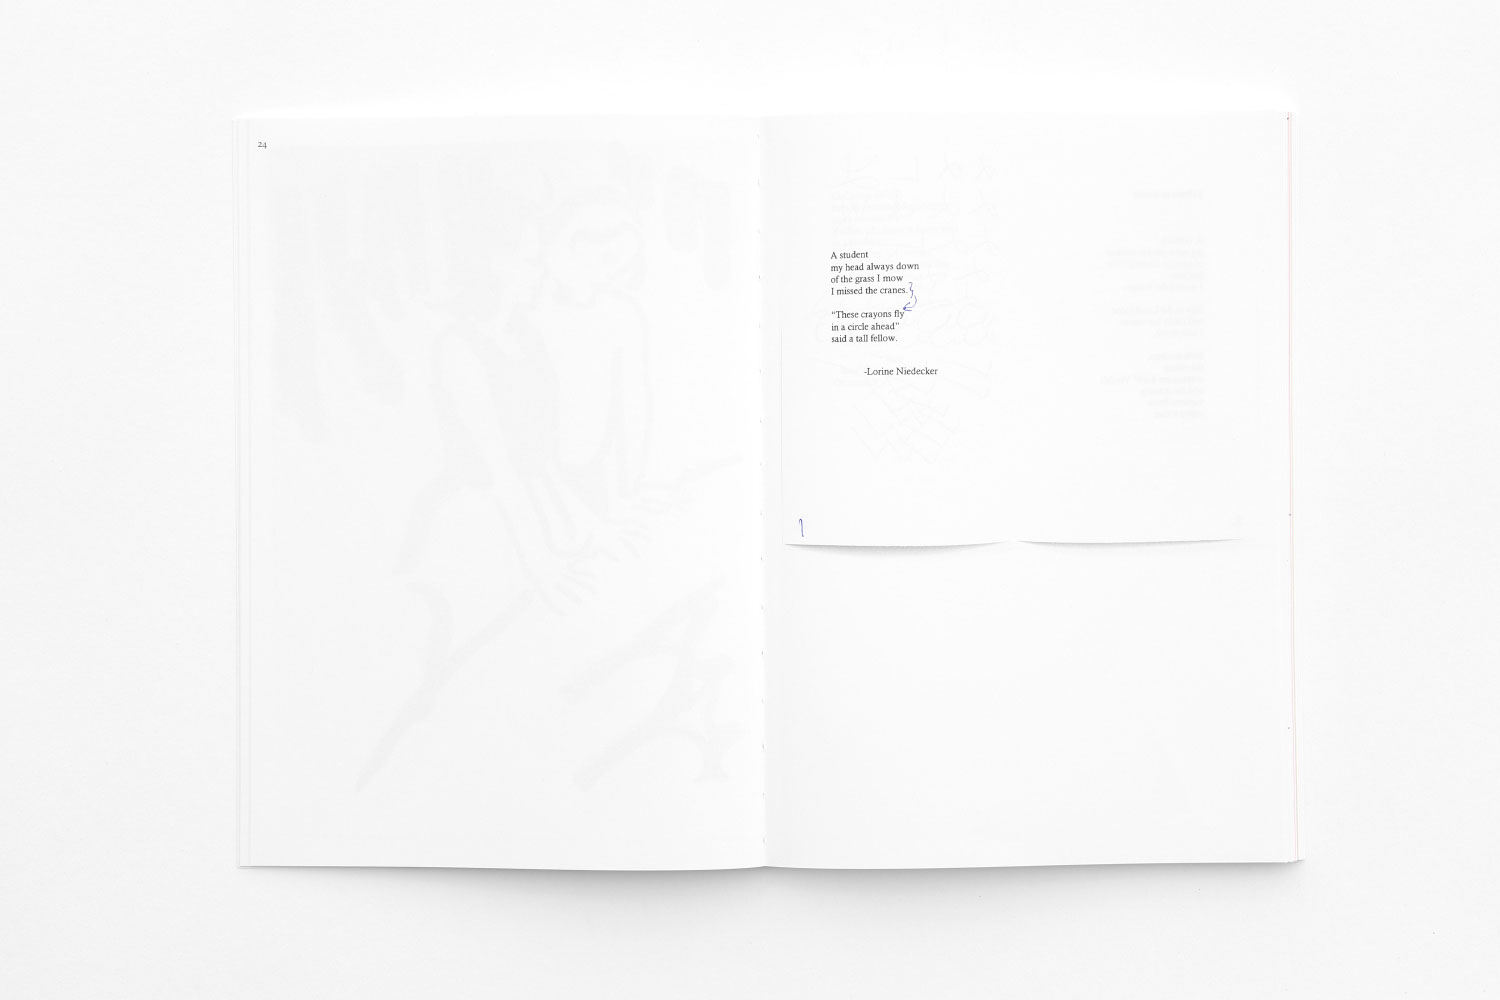 24
A student
my head always down
of the grass I mow
I missed the cranes.
“These crayons fly
in a circle ahead”
said a tall fellow.
-Lorine Niedecker
1